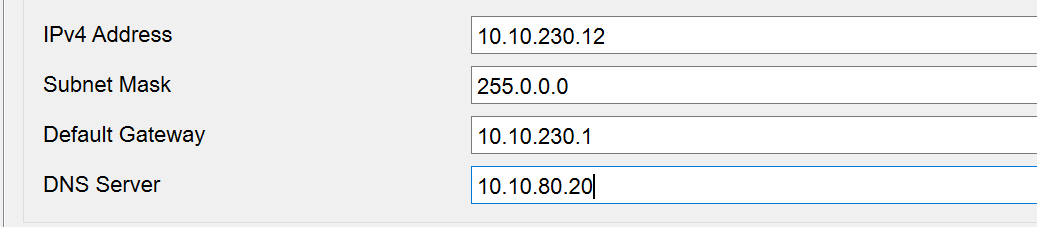 IPv4 Address 10.10.230.12
Subnet Mask 255.0.0.0
Default Gateway 10.10.230.1
DNS Server 10.10.80.20